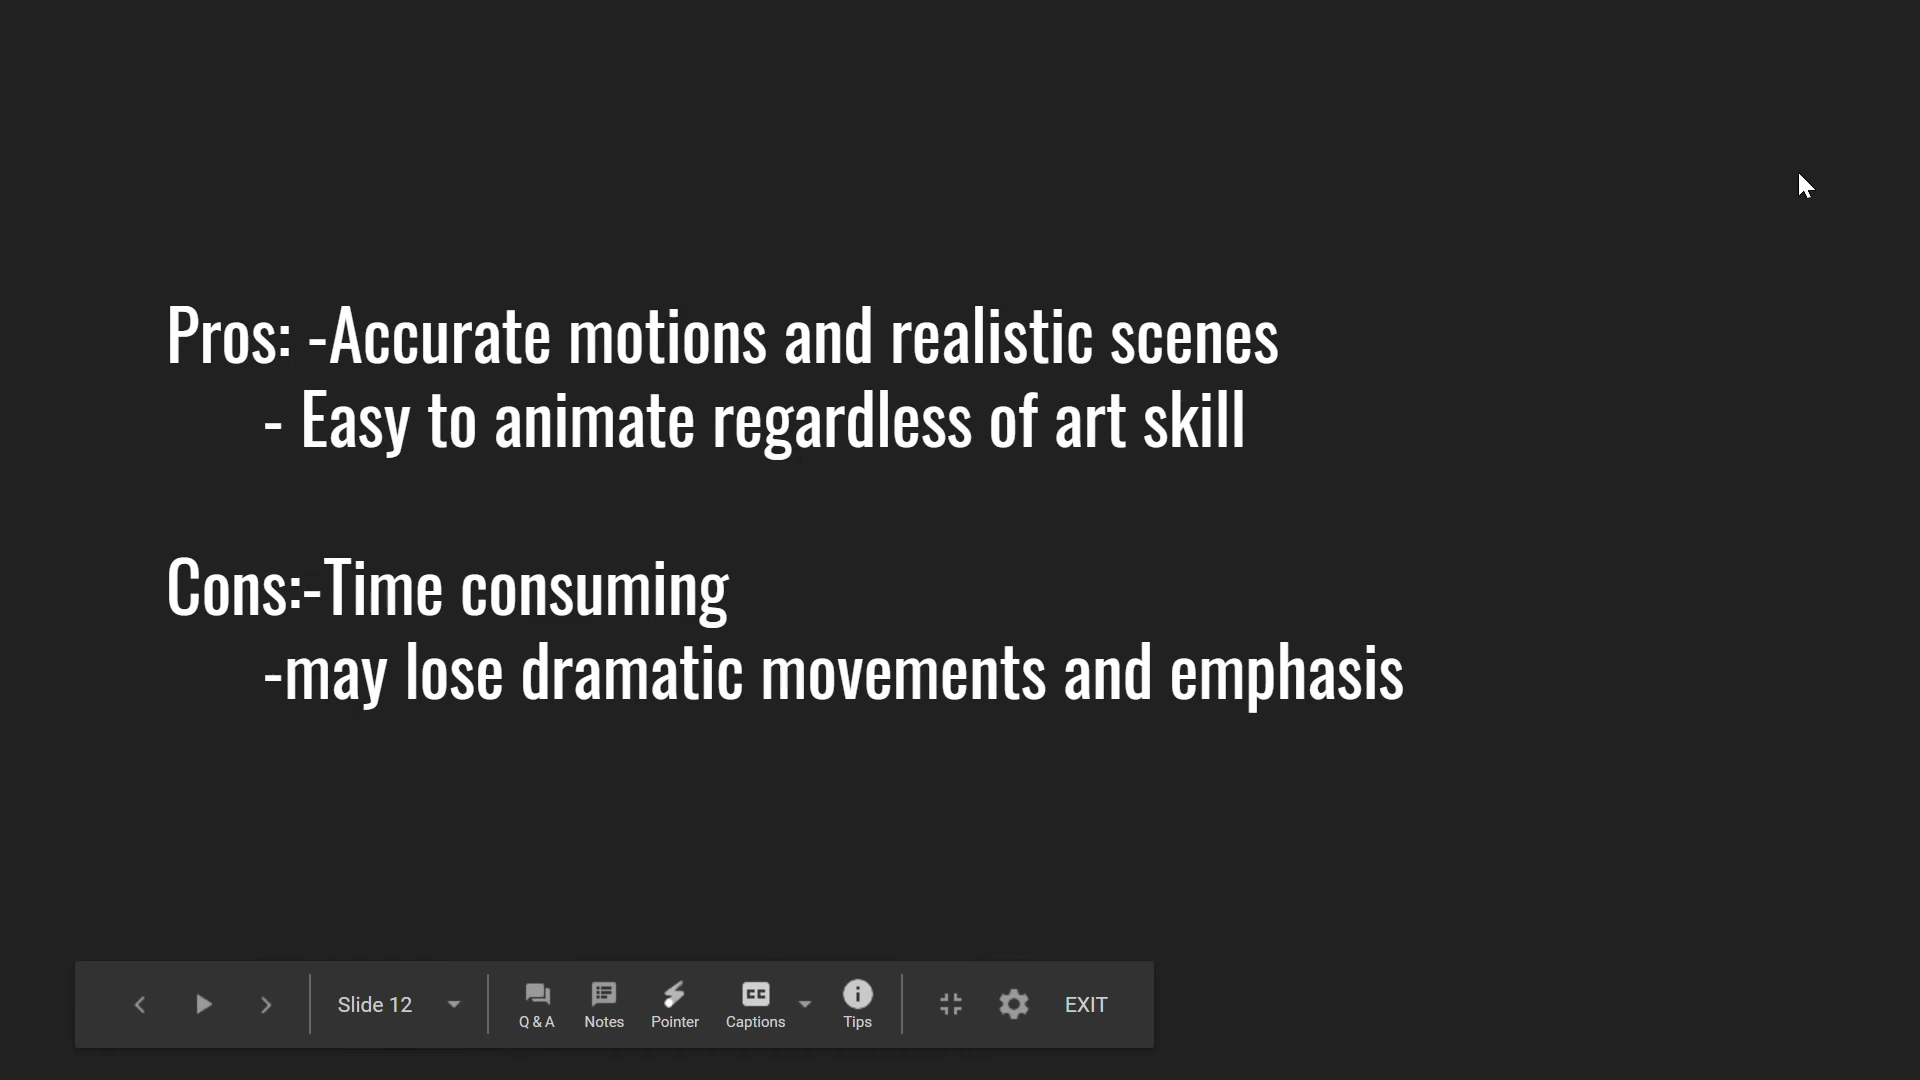 Pros: -Accurate motions and realistic scenes
- Easy to animate regardless of art skill
Cons:-Time consuming
-may lose dramatic movements and emphasis
Slide 12
Q & A
Notes
Pointer
CC
Captions
Tips
EXIT